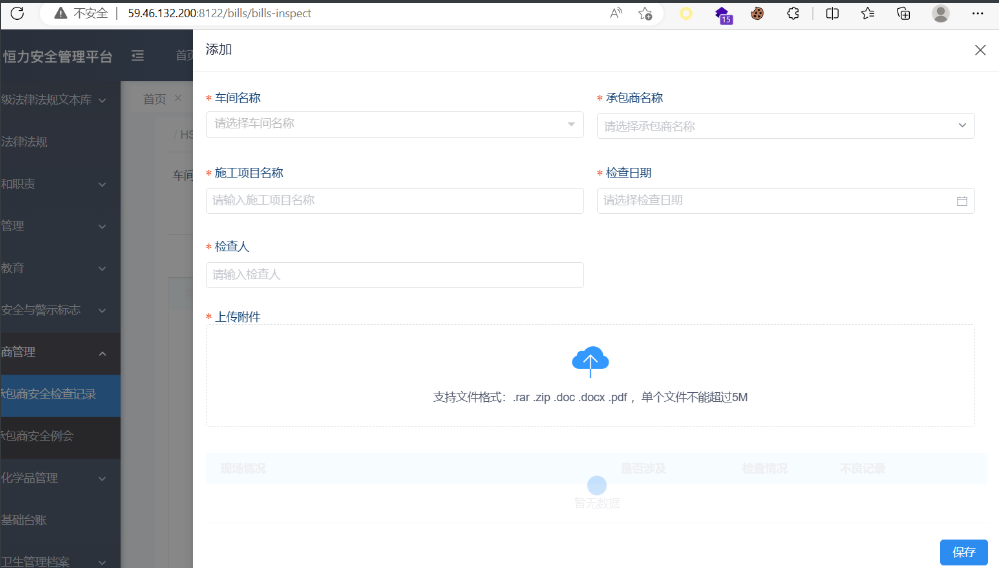 不安全 59.46.132.200:8122/bills/bills-inspect
15
恒力安全管理平台
首页
级法律法规文本库
法律法规
和职责
管理
教育
安全与警示标志
商管理
承包商安全检查记录
承包商安全例会
化学品管理
基础台账
卫生管理档案
首页
/ HS
车间
添加
* 车间名称
请选择车间名称
* 承包商名称
请选择承包商名称
* 施工项目名称
请输入施工项目名称
* 检查日期
请选择检查日期
* 检查人
请输入检查人
* 上传附件
支持文件格式: .rar .zip .doc .docx .pdf ，单个文件不能超过5M
现场情况 是否涉及 检查情况 不良记录
暂无数据
保存